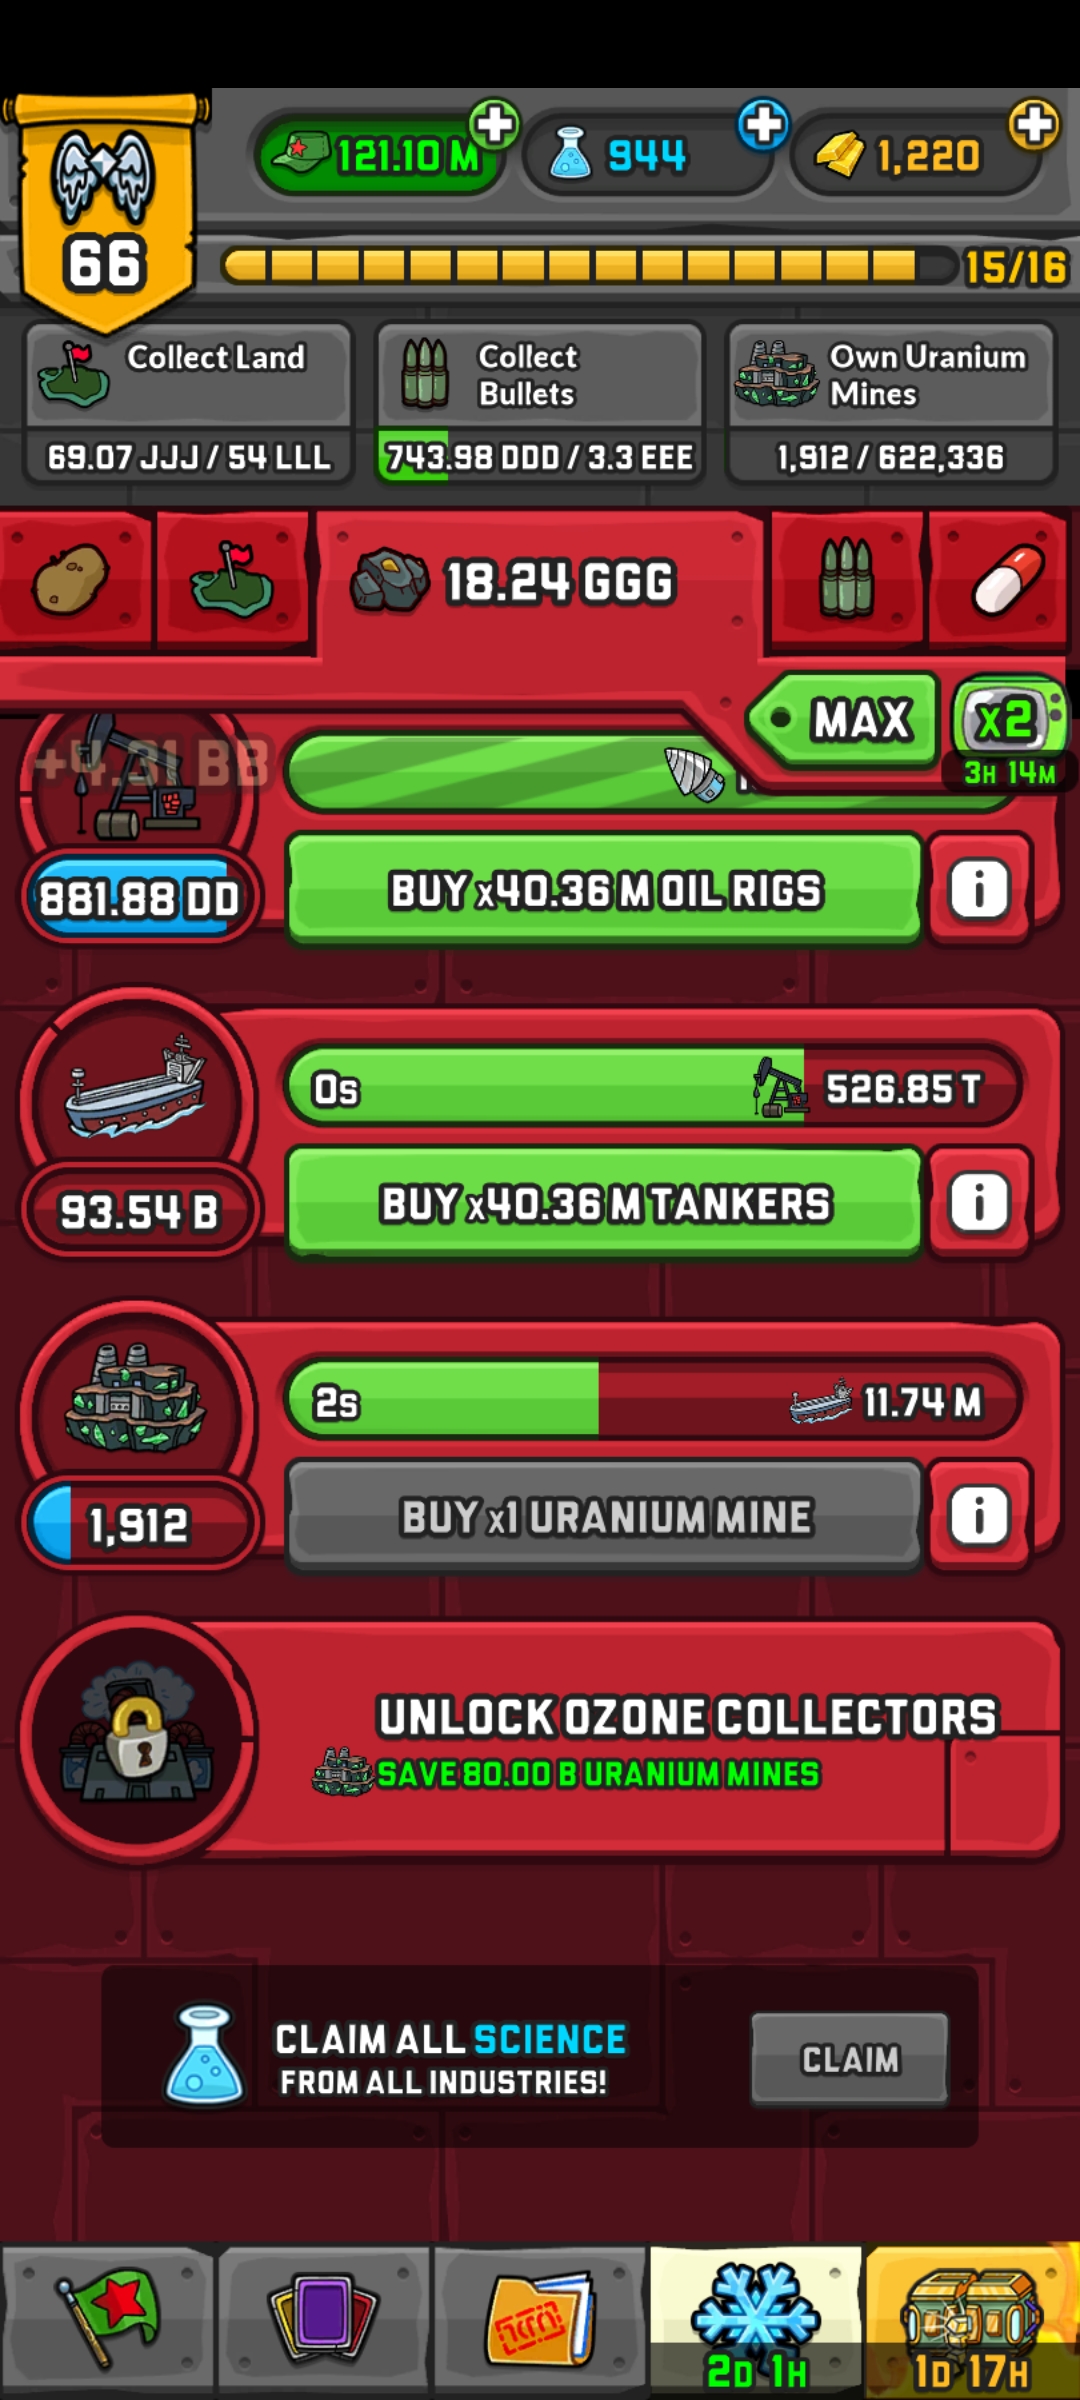 121.10 M
944
1,220
66
15/16
Collect Land
69.07 JJJ / 54 LLL
Collect
Bullets
743.98 DDD / 3.3 EEE
Own Uranium
Mines
1,912 / 622,336
18.24 GGG
MAX
x2
3H 14M
+4.31 BB
881.88 DD
BUY x40.36 M OIL RIGS
i
0s
526.85 T
93.54 B
BUY x40.36 M TANKERS
i
2s
11.74 M
1,912
BUY x1 URANIUM MINE
i
UNLOCK OZONE COLLECTORS
SAVE 80.00 B URANIUM MINES
CLAIM ALL SCIENCE
FROM ALL INDUSTRIES!
CLAIM
2D 1H
1D 17H